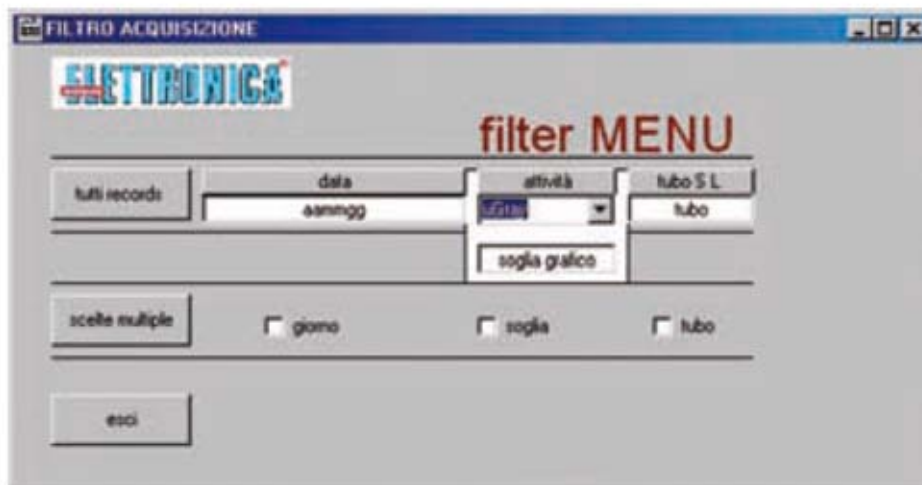 FILTRO ACQUISIZIONE
ELETTRONICA
filter MENU
tutti records
data
attività
tubo S L
aammgg
uGray
tubo
soglia grafico
scelte multiple
giorno
soglia
tubo
esci